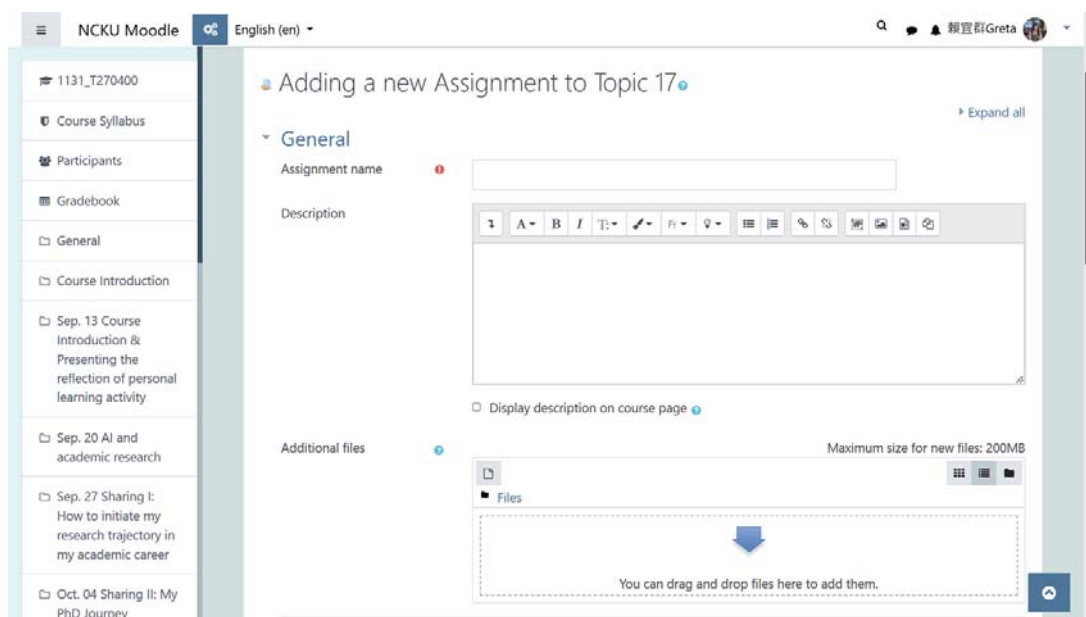 NCKU Moodle
English (en)
賴宜群Greta
1131_T270400
Course Syllabus
Participants
Gradebook
General
Course Introduction
Sep. 13 Course
Introduction &
Presenting the
reflection of personal
learning activity
Sep. 20 AI and
academic research
Sep. 27 Sharing I:
How to initiate my
research trajectory in
my academic career
Oct. 04 Sharing II: My
PhD Journey
Adding a new Assignment to Topic 17
Expand all
General
Assignment name
Description
A B I T
Display description on course page
Additional files
Maximum size for new files: 200MB
Files
You can drag and drop files here to add them.